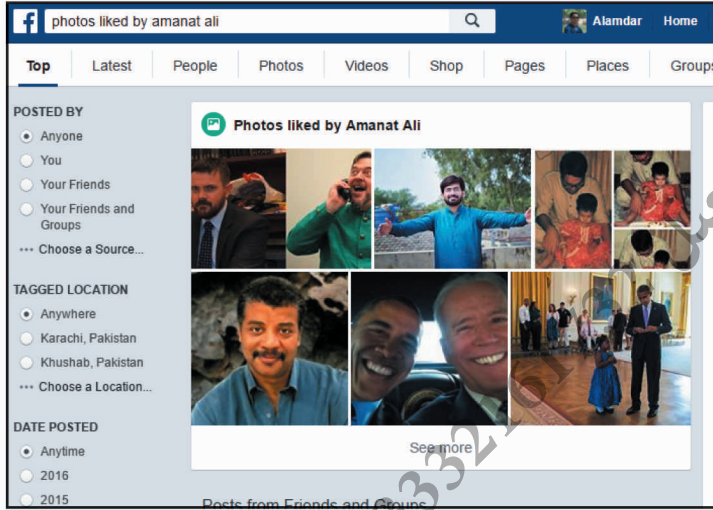 f photos liked by amanat ali Alamdar Home
Top Latest People Photos Videos Shop Pages Places Groups
POSTED BY
Anyone
You
Your Friends
Your Friends and
Groups
Choose a Source...
TAGGED LOCATION
Anywhere
Karachi, Pakistan
Khushab, Pakistan
Choose a Location...
DATE POSTED
Anytime
2016
2015
Photos liked by Amanat Ali
See more
Posts from Friends and Groups